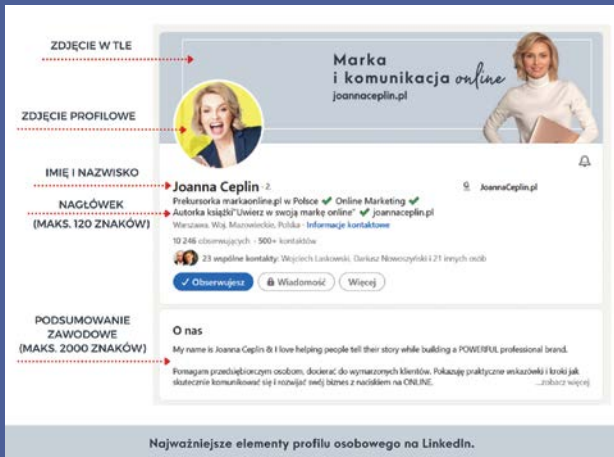 ZDJĘCIE W TLE
Marka
i komunikacja online
joannaceplin.pl
ZDJĘCIE PROFILOWE
IMIĘ I NAZWISKO
Joanna Ceplin · 2.
JoannaCeplin.pl
NAGŁÓWEK
(MAKS. 120 ZNAKÓW)
Prekursorka markaonline.pl w Polsce ✔ Online Marketing ✔
Autorka książki"Uwierz w swoją markę online" ✔ joannaceplin.pl
Warszawa, Woj. Mazowieckie, Polska · Informacje kontaktowe
10 246 obserwujących · 500+ kontaktów
23 wspólne kontakty: Wojciech Laskowski, Dariusz Nowoszyński i 21 innych osób
✓ Obserwujesz
Wiadomość
Więcej
PODSUMOWANIE
ZAWODOWE
(MAKS. 2000 ZNAKÓW)
O nas
My name is Joanna Ceplin & I love helping people tell their story while building a POWERFUL professional brand.
Pomagam przedsiębiorczym osobom, docierać do wymarzonych klientów. Pokazuję praktyczne wskazówki i kroki jak
skutecznie komunikować się i rozwijać swój biznes z naciskiem na ONLINE.
...zobacz więcej
Najważniejsze elementy profilu osobowego na LinkedIn.